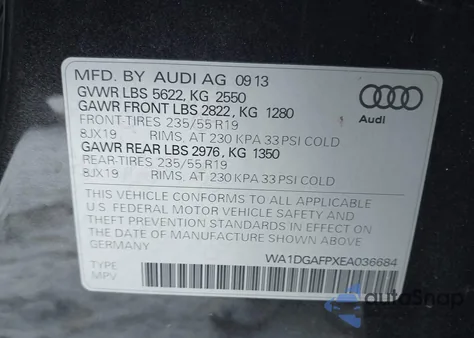 MFD. BY AUDI AG 09 13
GVWR LBS 5622, KG 2550
GAWR FRONT LBS 2822, KG 1280
FRONT-TIRES 235/55 R19
8JX19 RIMS, AT 230 KPA 33 PSI COLD
GAWR REAR LBS 2976, KG 1350
REAR-TIRES 235/55 R19
8JX19 RIMS, AT 230 KPA 33 PSI COLD
THIS VEHICLE CONFORMS TO ALL APPLICABLE
U.S. FEDERAL MOTOR VEHICLE SAFETY AND
THEFT PREVENTION STANDARDS IN EFFECT ON
THE DATE OF MANUFACTURE SHOWN ABOVE.
GERMANY
WA1DGAFPXEA036684
TYPE
MPV
Audi
autoSnap